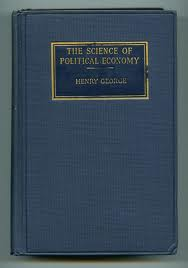 THE SCIENCE OF
POLITICAL ECONOMY
HENRY GEORGE